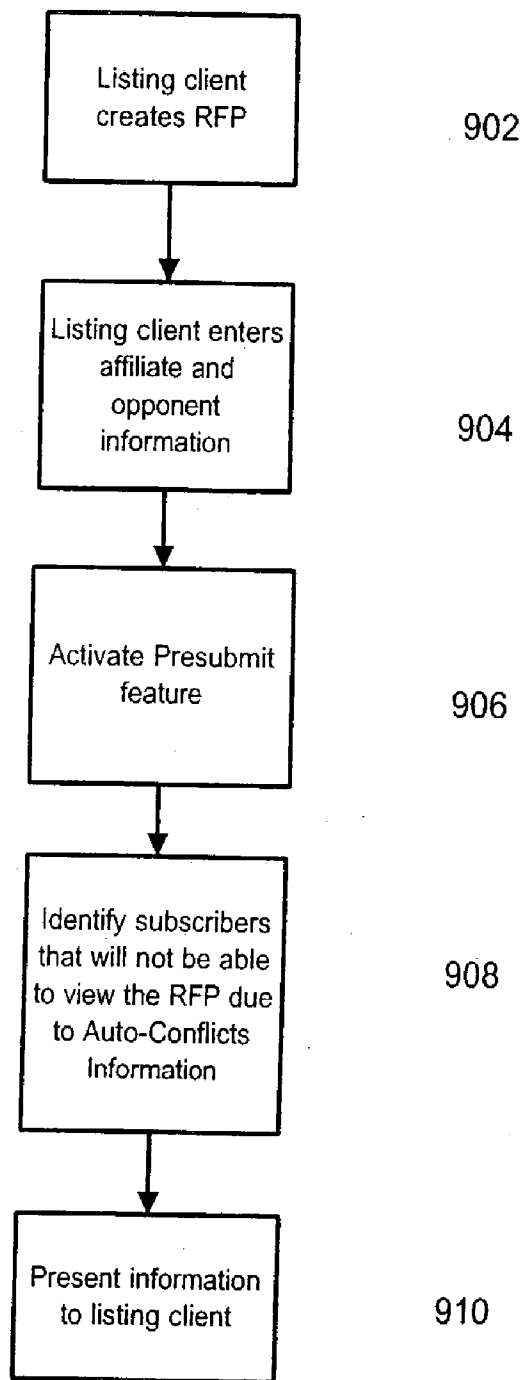 Listing client
creates RFP
902
Listing client enters
affiliate and
opponent
information
904
Activate Presubmit
feature
906
Identify subscribers
that will not be able
to view the RFP due
to Auto-Conflicts
Information
908
Present information
to listing client
910